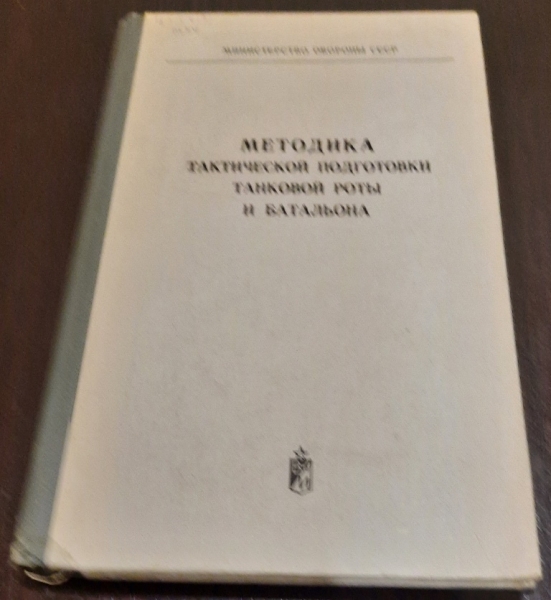 МИНИСТЕРСТВО ОБОРОНЫ СССР
МЕТОДИКА
ТАКТИЧЕСКОЙ ПОДГОТОВКИ
ТАНКОВОЙ РОТЫ
И БАТАЛЬОНА